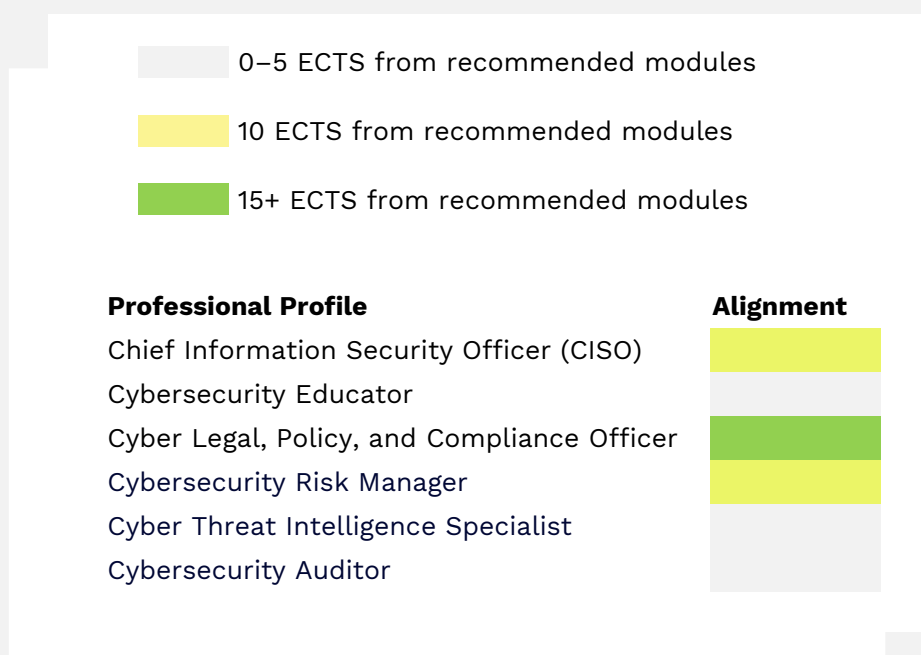 0–5 ECTS from recommended modules
10 ECTS from recommended modules
15+ ECTS from recommended modules
Professional Profile Alignment
Chief Information Security Officer (CISO)
Cybersecurity Educator
Cyber Legal, Policy, and Compliance Officer
Cybersecurity Risk Manager
Cyber Threat Intelligence Specialist
Cybersecurity Auditor